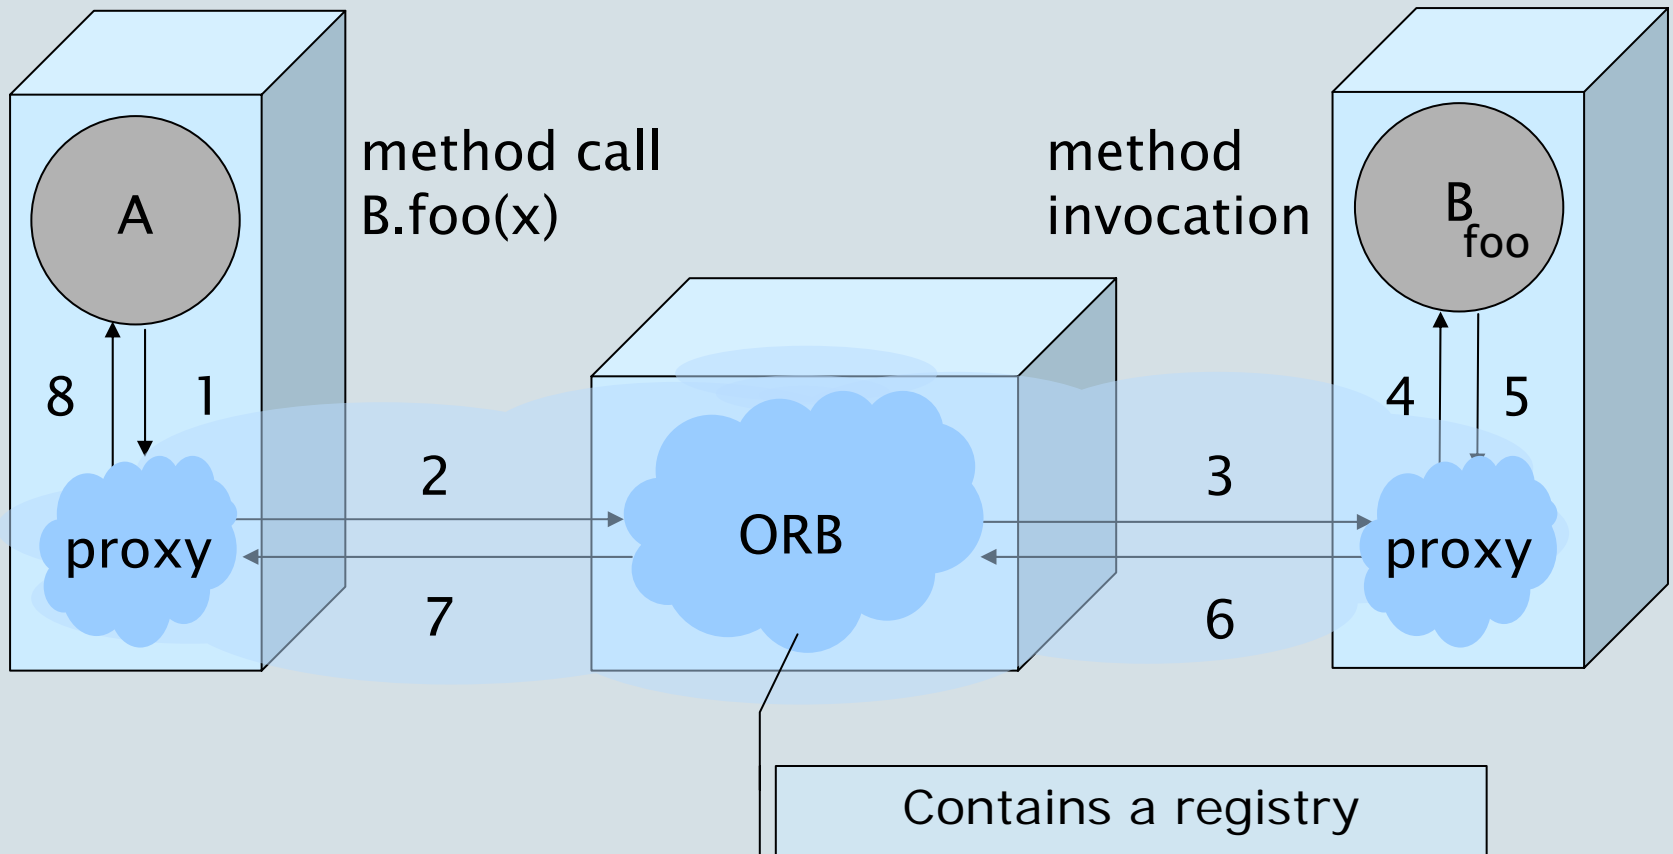 A
method call
B.foo(x)
method
invocation
B
foo
8
1
2
3
4
5
proxy
ORB
proxy
7
6
Contains a registry